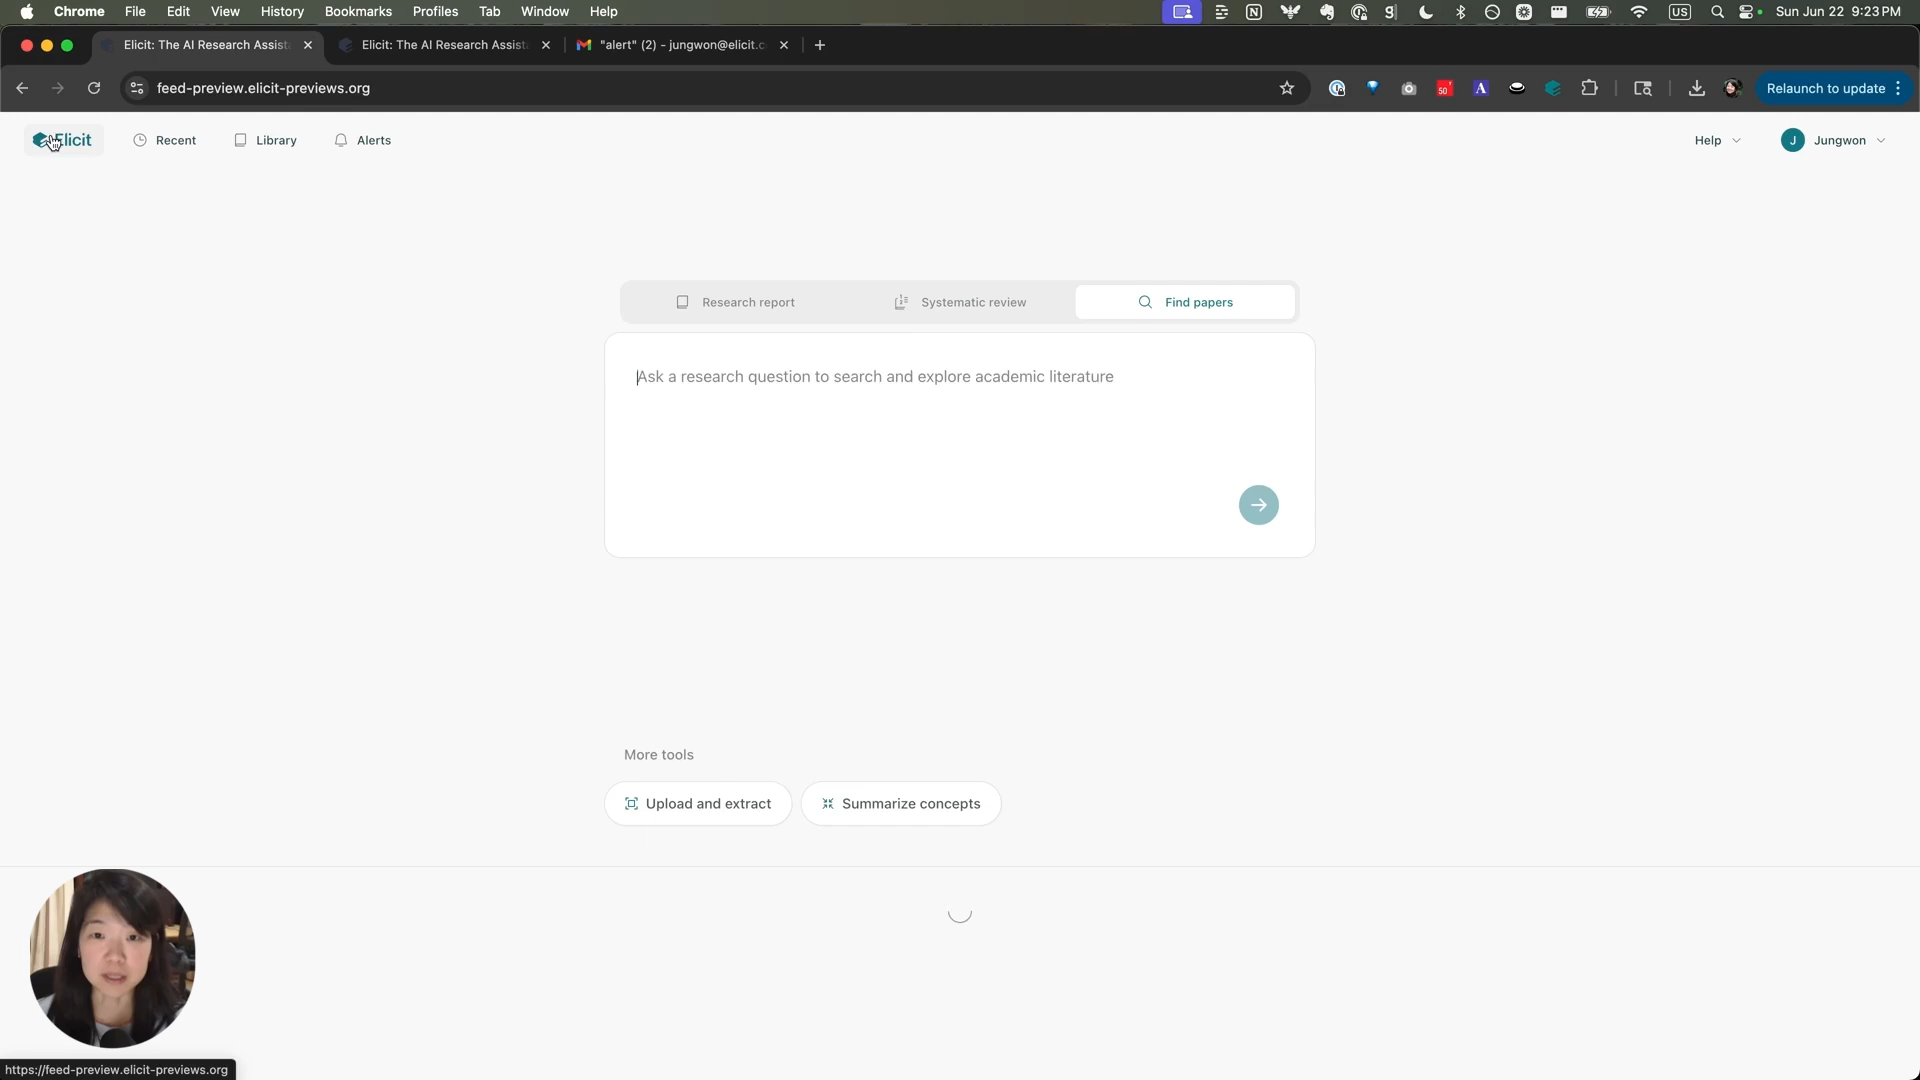 Chrome File Edit View History Bookmarks Profiles Tab Window Help US Sun Jun 22 9:23 PM
Elicit: The AI Research Assist Elicit: The AI Research Assist "alert" (2) - jungwon@elicit.c
feed-preview.elicit-previews.org 50 A Relaunch to update
Elicit Recent Library Alerts Help J Jungwon
Research report Systematic review Find papers
Ask a research question to search and explore academic literature
More tools
Upload and extract Summarize concepts
https://feed-preview.elicit-previews.org